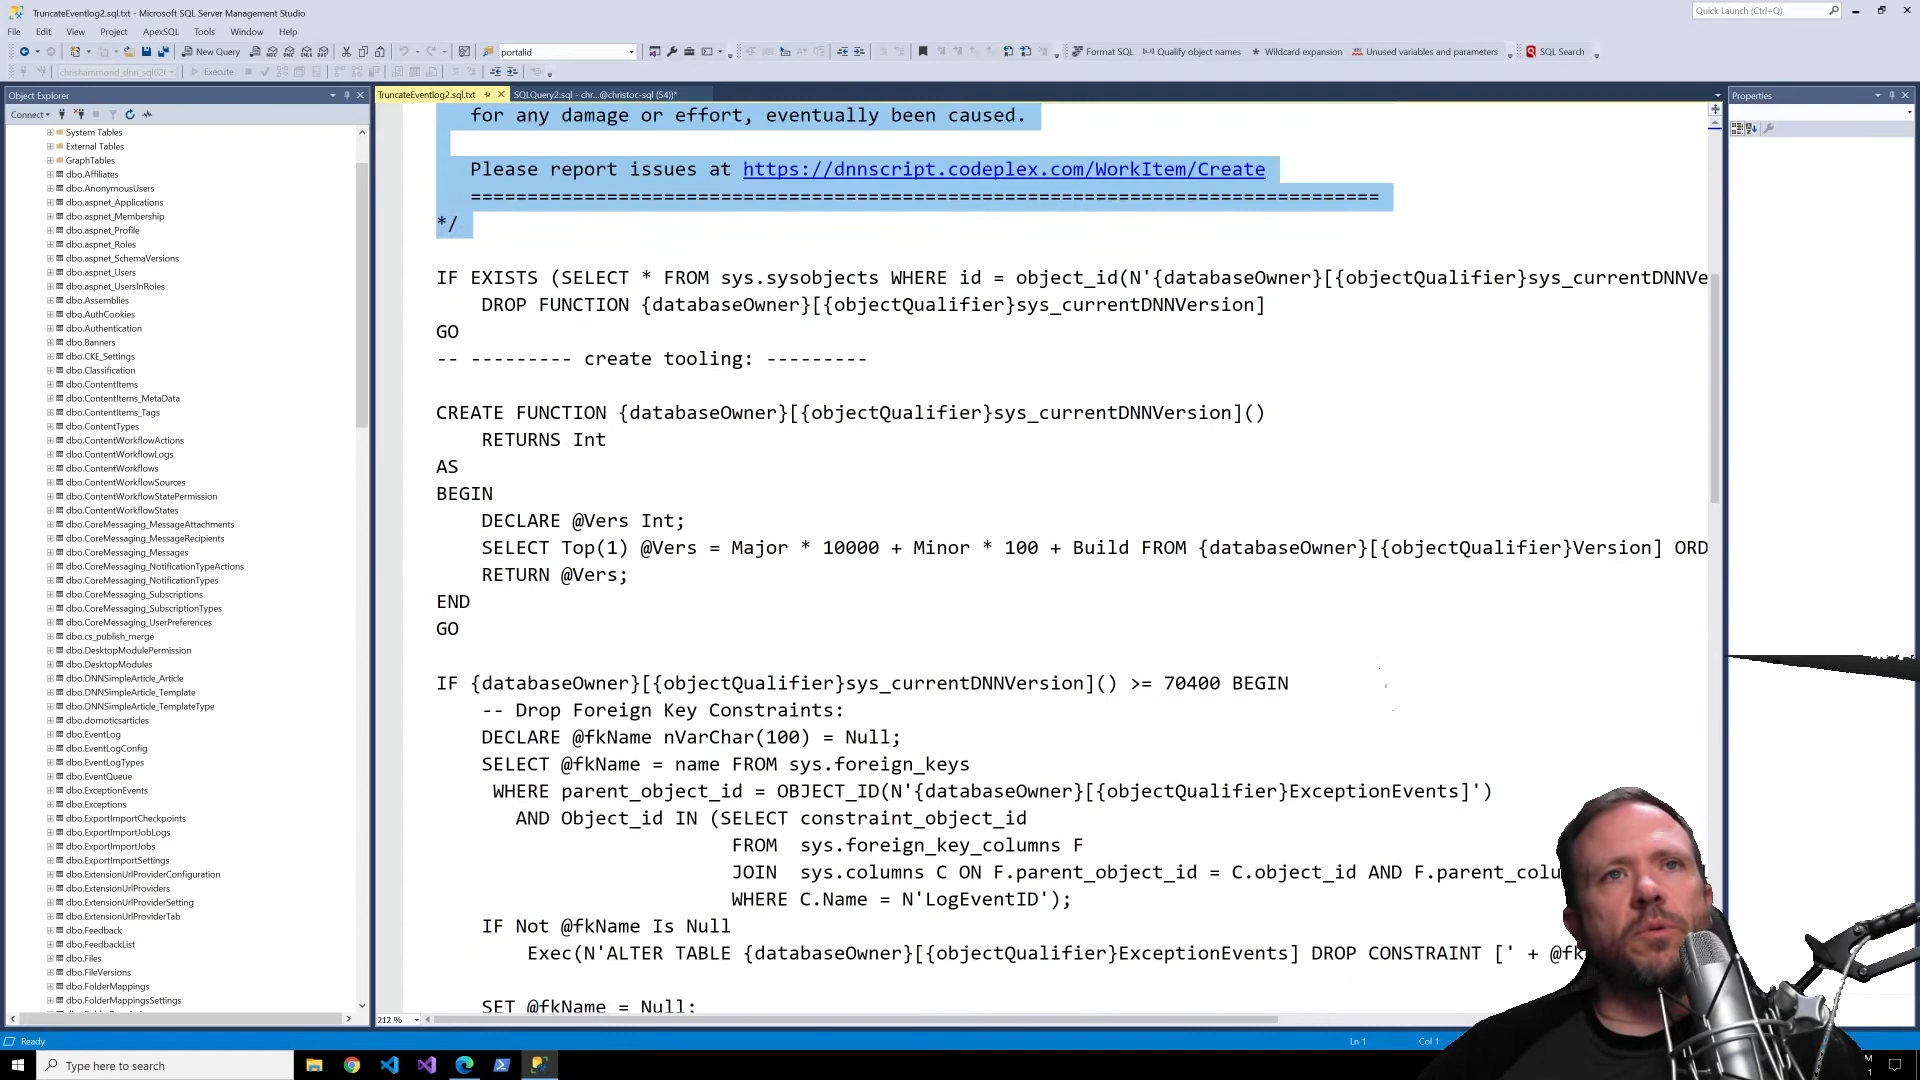 TruncateEventlog2.sql.txt - Microsoft SQL Server Management Studio
Quick Launch (Ctrl+Q)
File Edit View Project ApexSQL Tools Window Help
New Query portalid Format SQL Qualify object names Wildcard expansion Unused variables and parameters SQL Search
Execute
Object Explorer
TruncateEventlog2.sql.txt SQLQuery2.sql - chr...@christoc-sql (54))*
Properties
Connect
System Tables
External Tables
GraphTables
dbo.Affiliates
dbo.AnonymousUsers
dbo.aspnet_Applications
dbo.aspnet_Membership
dbo.aspnet_Profile
dbo.aspnet_Roles
dbo.aspnet_SchemaVersions
dbo.aspnet_Users
dbo.aspnet_UsersInRoles
dbo.Assemblies
dbo.AuthCookies
dbo.Authentication
dbo.Banners
dbo.CKE_Settings
dbo.Classification
dbo.ContentItems
dbo.ContentItems_MetaData
dbo.ContentItems_Tags
dbo.ContentTypes
dbo.ContentWorkflowActions
dbo.ContentWorkflowLogs
dbo.ContentWorkflows
dbo.ContentWorkflowSources
dbo.ContentWorkflowStatePermission
dbo.ContentWorkflowStates
dbo.CoreMessaging_MessageAttachments
dbo.CoreMessaging_MessageRecipients
dbo.CoreMessaging_Messages
dbo.CoreMessaging_NotificationTypeActions
dbo.CoreMessaging_NotificationTypes
dbo.CoreMessaging_Subscriptions
dbo.CoreMessaging_SubscriptionTypes
dbo.CoreMessaging_UserPreferences
dbo.cs_publish_merge
dbo.DesktopModulePermission
dbo.DesktopModules
dbo.DNNSimpleArticle_Article
dbo.DNNSimpleArticle_Template
dbo.DNNSimpleArticle_TemplateType
dbo.domoticsarticles
dbo.EventLog
dbo.EventLogConfig
dbo.EventLogTypes
dbo.EventQueue
dbo.ExceptionEvents
dbo.Exceptions
dbo.ExportImportCheckpoints
dbo.ExportImportJobLogs
dbo.ExportImportJobs
dbo.ExportImportSettings
dbo.ExtensionUrlProviderConfiguration
dbo.ExtensionUrlProviders
dbo.ExtensionUrlProviderSetting
dbo.ExtensionUrlProviderTab
dbo.Feedback
dbo.FeedbackList
dbo.Files
dbo.FileVersions
dbo.FolderMappings
dbo.FolderMappingsSettings
for any damage or effort, eventually been caused.
Please report issues at https://dnnscript.codeplex.com/WorkItem/Create
================================================================================
*/
IF EXISTS (SELECT * FROM sys.sysobjects WHERE id = object_id(N'{databaseOwner}[{objectQualifier}sys_currentDNNVe
DROP FUNCTION {databaseOwner}[{objectQualifier}sys_currentDNNVersion]
GO
-- --------- create tooling: ---------
CREATE FUNCTION {databaseOwner}[{objectQualifier}sys_currentDNNVersion]()
RETURNS Int
AS
BEGIN
DECLARE @Vers Int;
SELECT Top(1) @Vers = Major * 10000 + Minor * 100 + Build FROM {databaseOwner}[{objectQualifier}Version] ORD
RETURN @Vers;
END
GO
IF {databaseOwner}[{objectQualifier}sys_currentDNNVersion]() >= 70400 BEGIN
-- Drop Foreign Key Constraints:
DECLARE @fkName nVarChar(100) = Null;
SELECT @fkName = name FROM sys.foreign_keys
WHERE parent_object_id = OBJECT_ID(N'{databaseOwner}[{objectQualifier}ExceptionEvents]')
AND Object_id IN (SELECT constraint_object_id
FROM sys.foreign_key_columns F
JOIN sys.columns C ON F.parent_object_id = C.object_id AND F.parent_colu
WHERE C.Name = N'LogEventID');
IF Not @fkName Is Null
Exec(N'ALTER TABLE {databaseOwner}[{objectQualifier}ExceptionEvents] DROP CONSTRAINT [' + @fk
SET @fkName = Null;
212 %
Ready Ln 1 Col 1
Type here to search